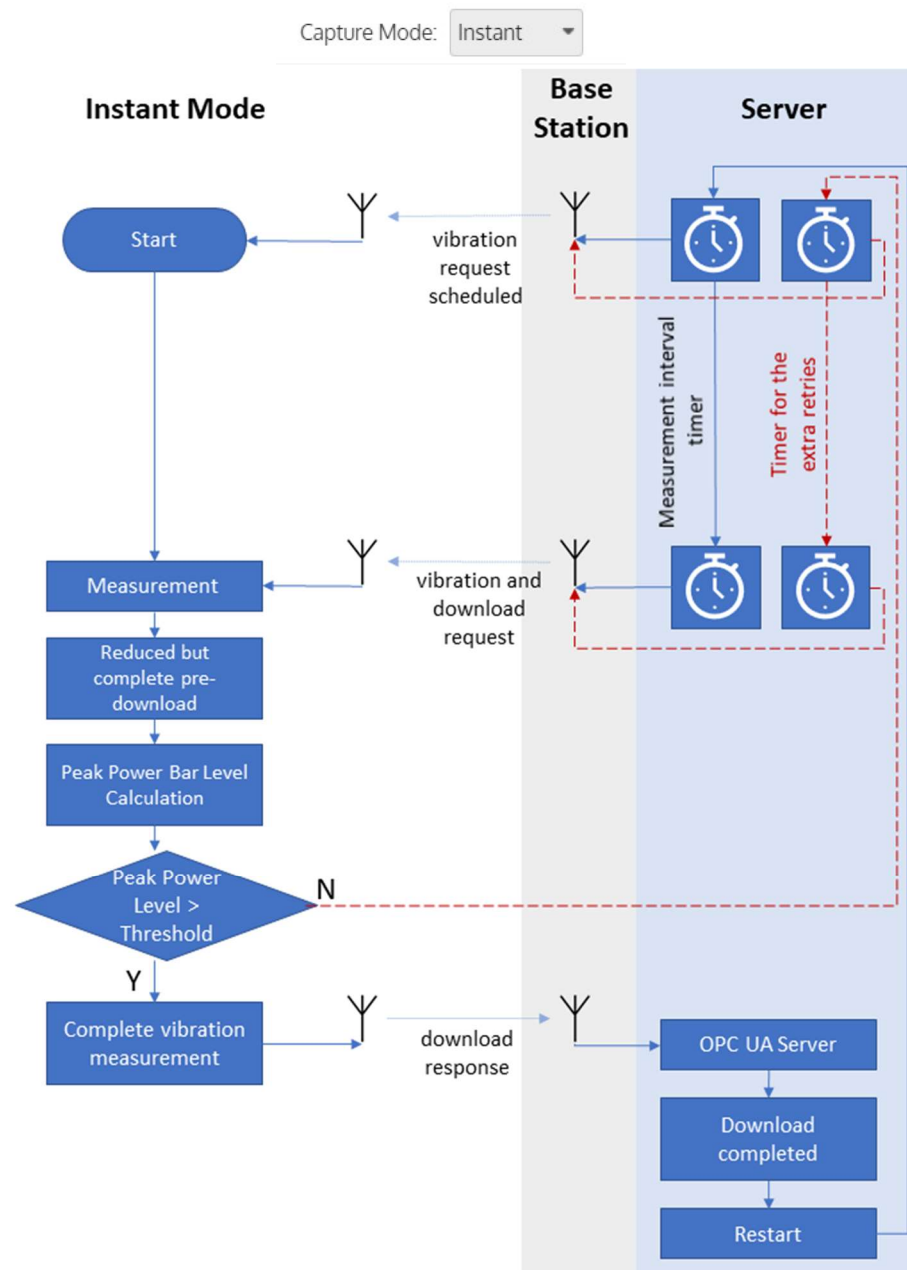 Capture Mode: Instant
Instant Mode
Base
Station
Server
Start
vibration
request
scheduled
Measurement interval
timer
Timer for the
extra retries
Measurement
vibration and
download
request
Reduced but
complete pre-
download
Peak Power Bar Level
Calculation
Peak Power
Level >
Threshold
N
Y
Complete vibration
measurement
download
response
OPC UA Server
Download
completed
Restart